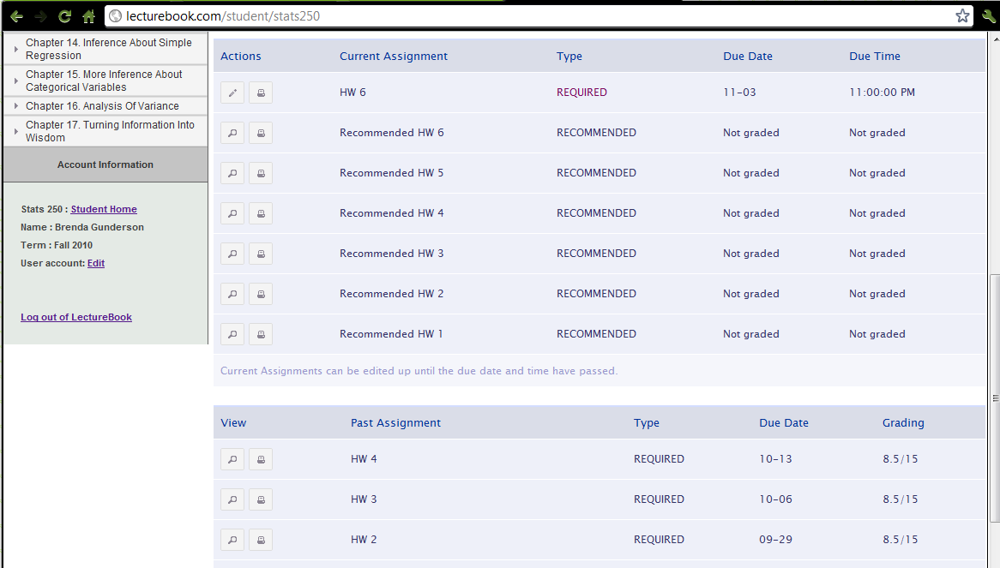 lecturebook.com/student/stats250
Chapter 14. Inference About Simple
Regression
Chapter 15. More Inference About
Categorical Variables
Chapter 16. Analysis Of Variance
Chapter 17. Turning Information Into
Wisdom
Account Information
Stats 250 : Student Home
Name : Brenda Gunderson
Term : Fall 2010
User account: Edit
Log out of LectureBook
Actions Current Assignment Type Due Date Due Time
HW 6 REQUIRED 11-03 11:00:00 PM
Recommended HW 6 RECOMMENDED Not graded Not graded
Recommended HW 5 RECOMMENDED Not graded Not graded
Recommended HW 4 RECOMMENDED Not graded Not graded
Recommended HW 3 RECOMMENDED Not graded Not graded
Recommended HW 2 RECOMMENDED Not graded Not graded
Recommended HW 1 RECOMMENDED Not graded Not graded
Current Assignments can be edited up until the due date and time have passed.
View Past Assignment Type Due Date Grading
HW 4 REQUIRED 10-13 8.5/15
HW 3 REQUIRED 10-06 8.5/15
HW 2 REQUIRED 09-29 8.5/15